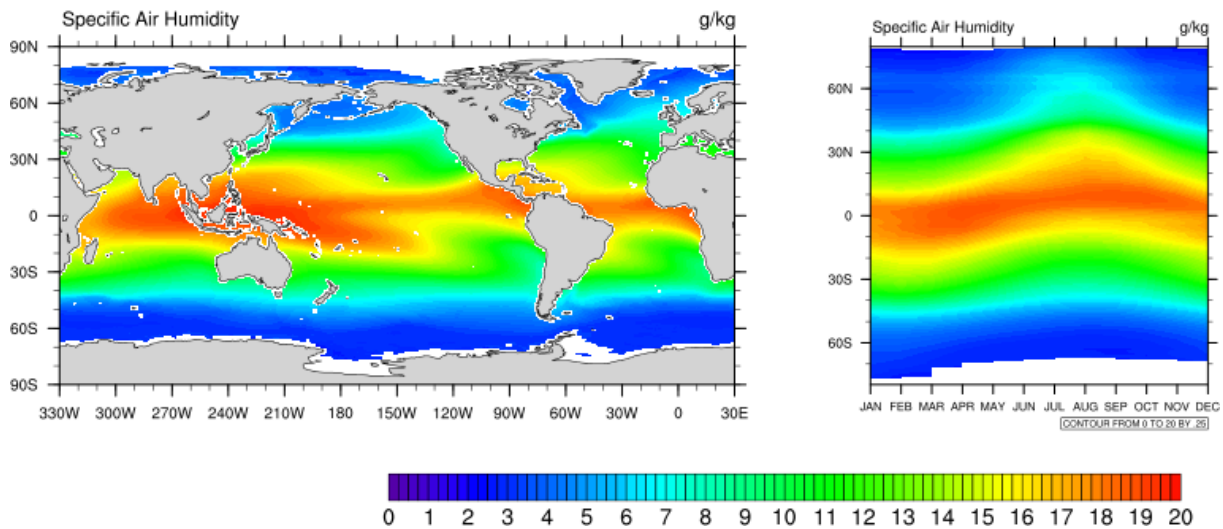 Specific Air Humidity g/kg
90N
60N
30N
0
30S
60S
90S
330W 300W 270W 240W 210W 180 150W 120W 90W 60W 30W 0 30E
Specific Air Humidity g/kg
60N
30N
0
30S
60S
JAN FEB MAR APR MAY JUN JUL AUG SEP OCT NOV DEC
CONTOUR FROM 0 TO 20 BY .25
0 1 2 3 4 5 6 7 8 9 10 11 12 13 14 15 16 17 18 19 20